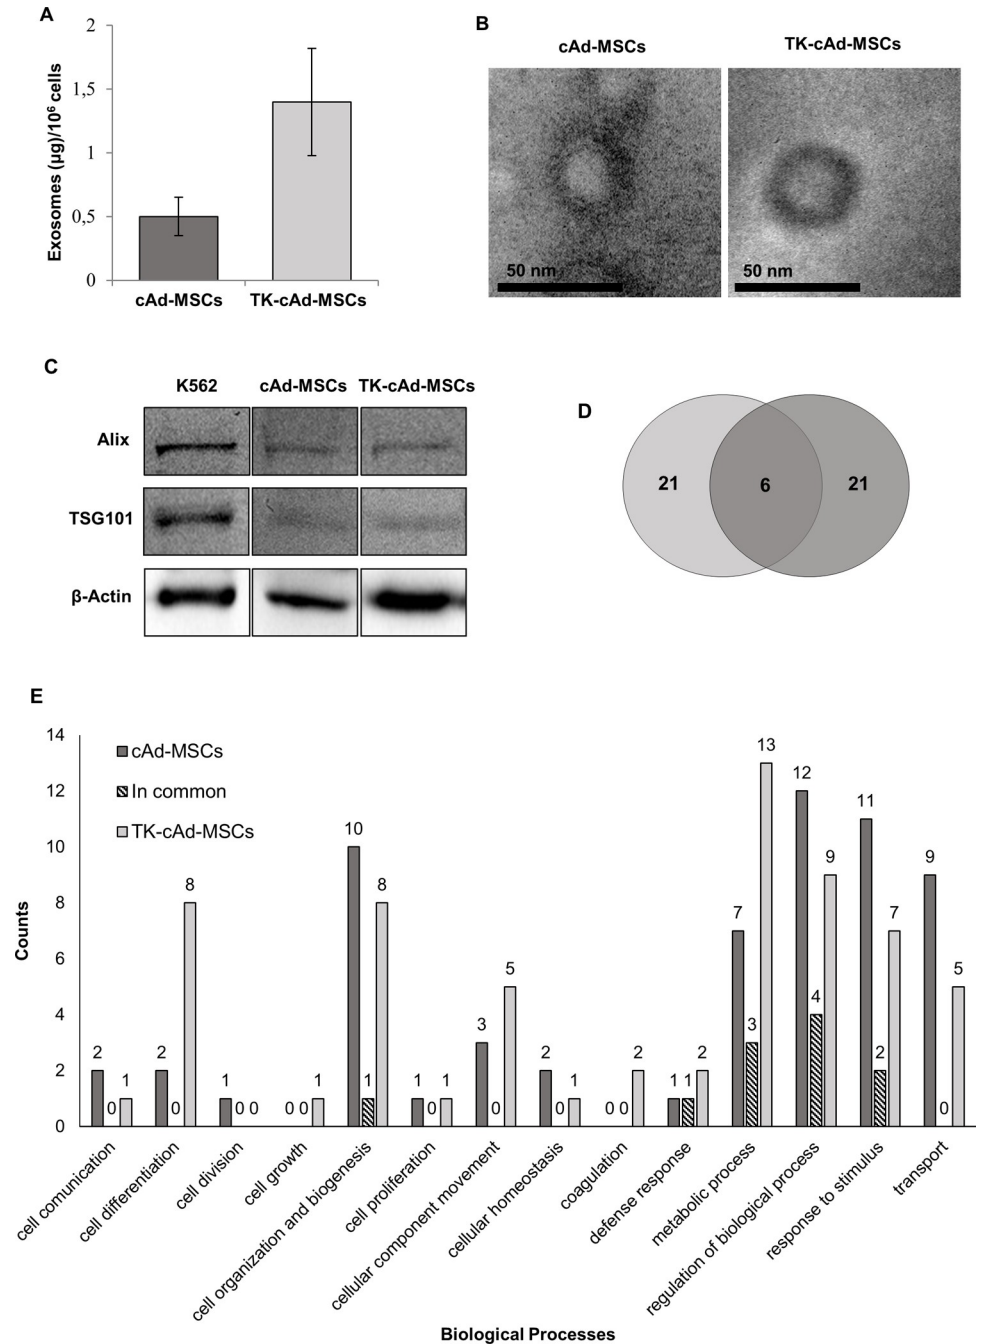 A
2
1,5
1
0,5
0
Exosomes (µg)/10⁶ cells
cAd-MSCs
TK-cAd-MSCs
B
cAd-MSCs
TK-cAd-MSCs
50 nm
50 nm
C
K562
cAd-MSCs
TK-cAd-MSCs
Alix
TSG101
β-Actin
D
21
6
21
E
14
12
10
8
6
4
2
0
Counts
cAd-MSCs
In common
TK-cAd-MSCs
2
0
1
2
0
8
1
0
0
0
0
1
10
1
8
1
0
1
3
0
5
2
0
1
0
0
2
1
1
2
7
3
13
12
4
9
11
2
7
9
0
5
cell comunication
cell differentiation
cell division
cell growth
cell organization and biogenesis
cell proliferation
cellular component movement
cellular homeostasis
coagulation
defense response
metabolic process
regulation of biological process
response to stimulus
transport
Biological Processes